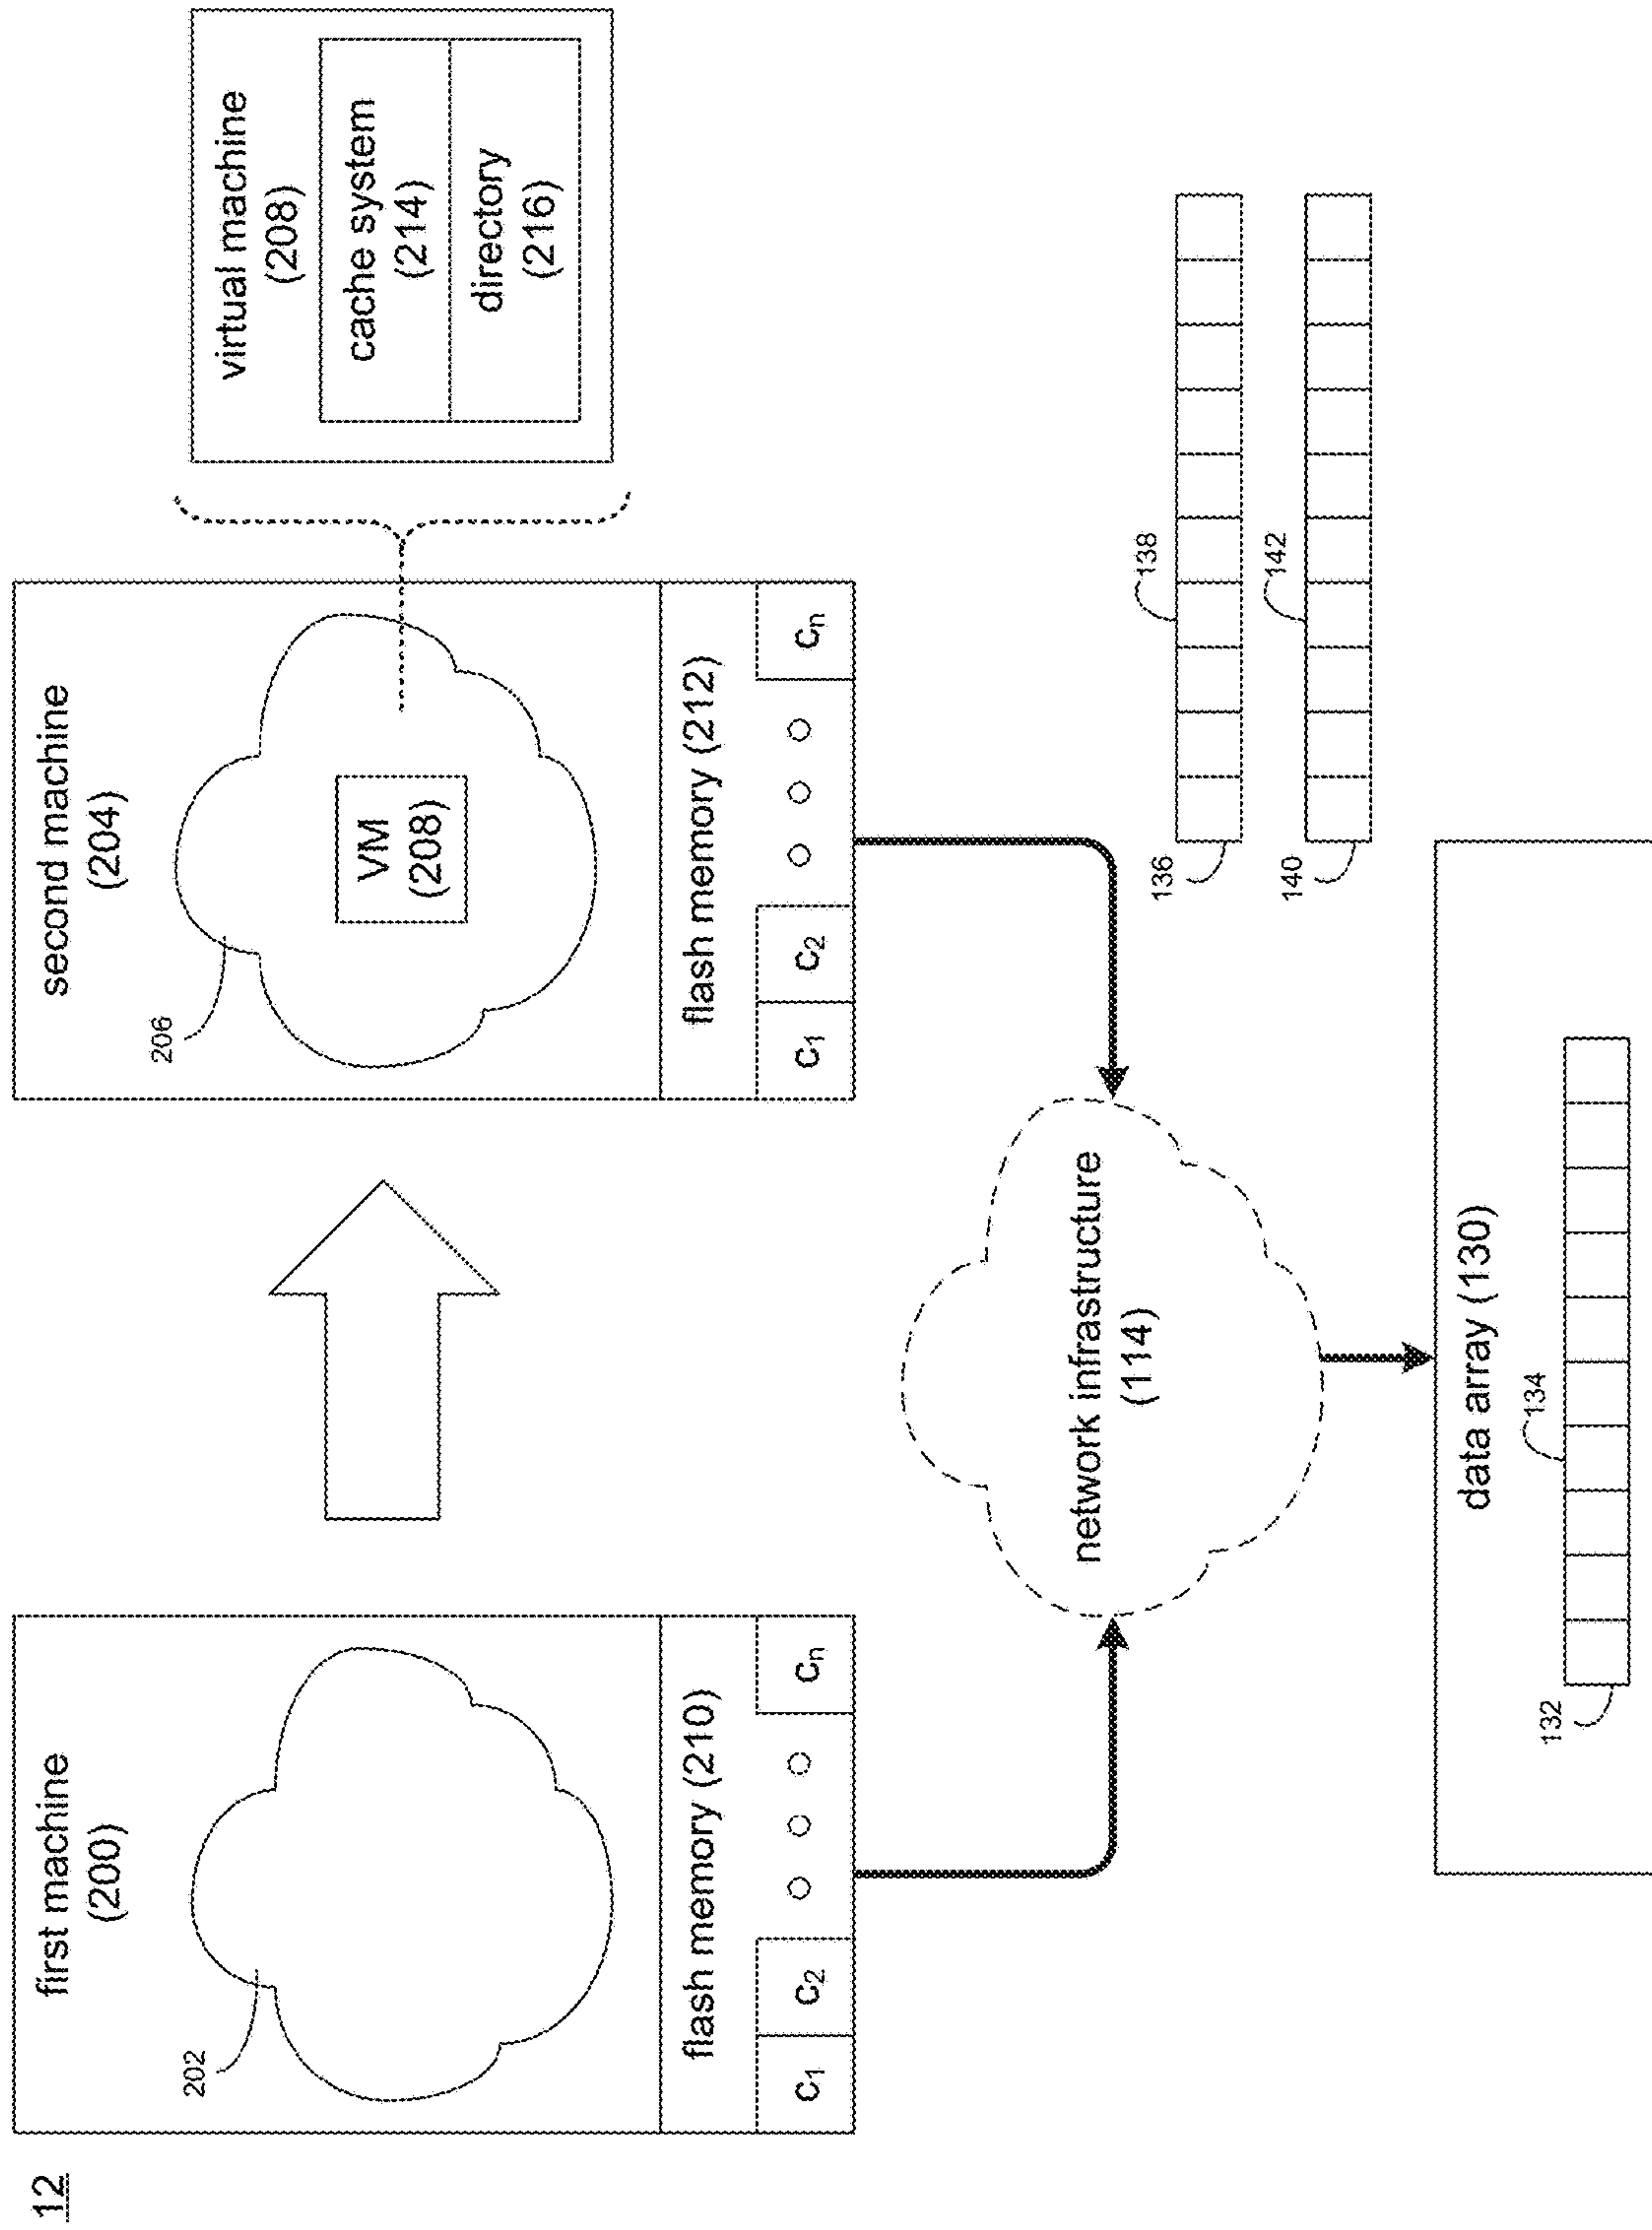 12
first machine
(200)
202
flash memory (210)
C1
C2
Cn
second machine
(204)
206
VM
(208)
flash memory (212)
C1
C2
Cn
virtual machine
(208)
cache system
(214)
directory
(216)
network infrastructure
(114)
136
138
140
142
data array (130)
132
134